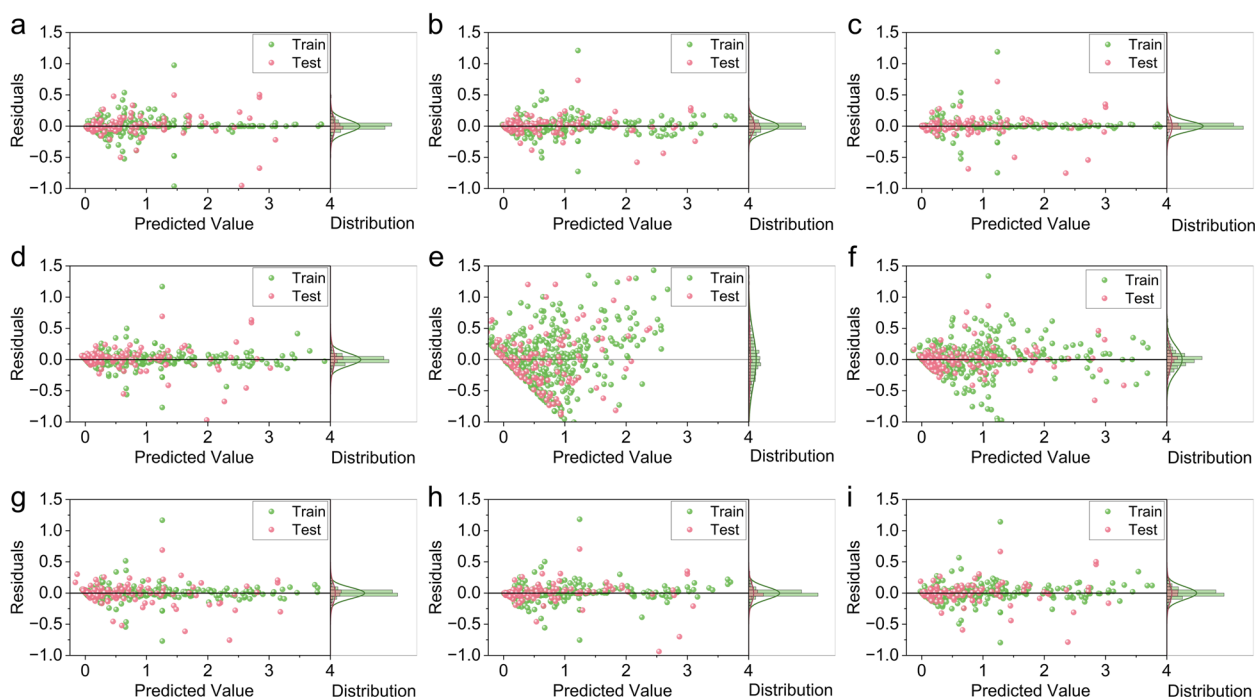 a
1.5
1.0
0.5
0.0
−0.5
−1.0
Residuals
Train
Test
0 1 2 3 4
Predicted Value
Distribution
b
1.5
1.0
0.5
0.0
−0.5
−1.0
Residuals
Train
Test
0 1 2 3 4
Predicted Value
Distribution
c
1.5
1.0
0.5
0.0
−0.5
−1.0
Residuals
Train
Test
0 1 2 3 4
Predicted Value
Distribution
d
1.5
1.0
0.5
0.0
−0.5
−1.0
Residuals
Train
Test
0 1 2 3 4
Predicted Value
Distribution
e
1.5
1.0
0.5
0.0
−0.5
−1.0
Residuals
Train
Test
0 1 2 3 4
Predicted Value
Distribution
f
1.5
1.0
0.5
0.0
−0.5
−1.0
Residuals
Train
Test
0 1 2 3 4
Predicted Value
Distribution
g
1.5
1.0
0.5
0.0
−0.5
−1.0
Residuals
Train
Test
0 1 2 3 4
Predicted Value
Distribution
h
1.5
1.0
0.5
0.0
−0.5
−1.0
Residuals
Train
Test
0 1 2 3 4
Predicted Value
Distribution
i
1.5
1.0
0.5
0.0
−0.5
−1.0
Residuals
Train
Test
0 1 2 3 4
Predicted Value
Distribution